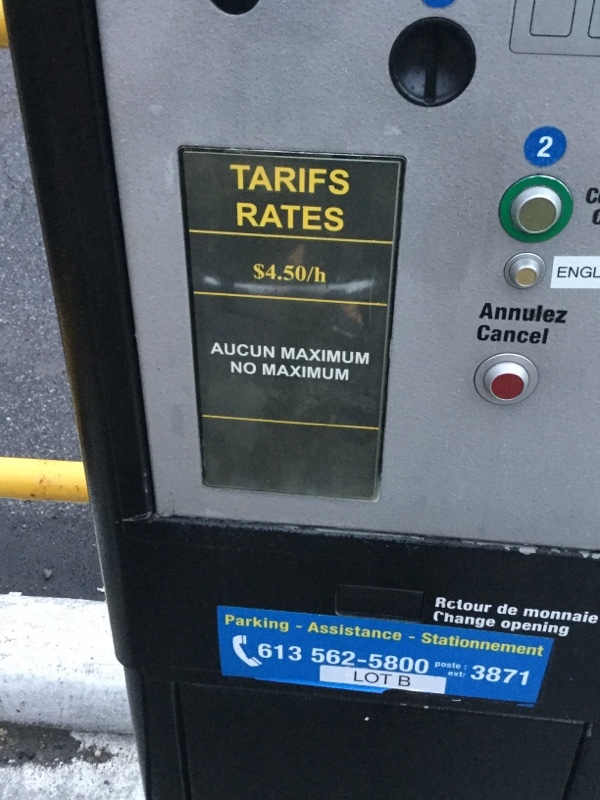 TARIFS
RATES
$4.50/h
AUCUN MAXIMUM
NO MAXIMUM
2
ENGL
Annulez
Cancel
Retour de monnaie
Change opening
Parking - Assistance - Stationnement
613 562-5800 poste: ext: 3871
LOT B